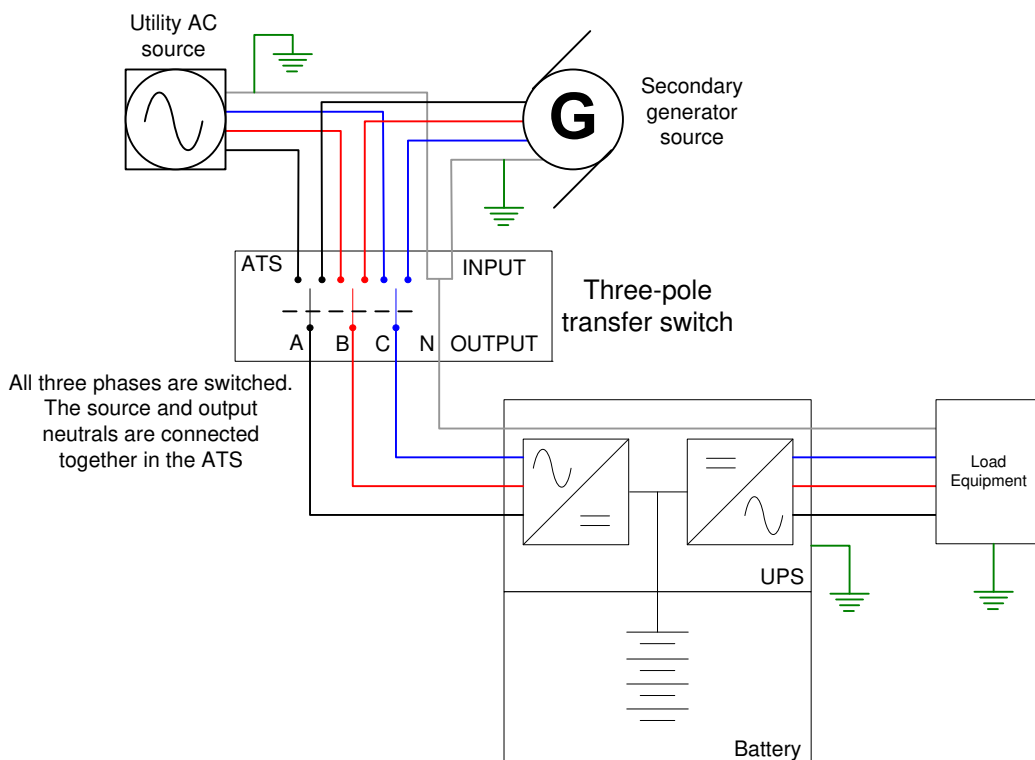 Utility AC
source
G
Secondary
generator
source
ATS
INPUT
Three-pole
transfer switch
A B C N OUTPUT
All three phases are switched.
The source and output
neutrals are connected
together in the ATS
Load
Equipment
UPS
Battery